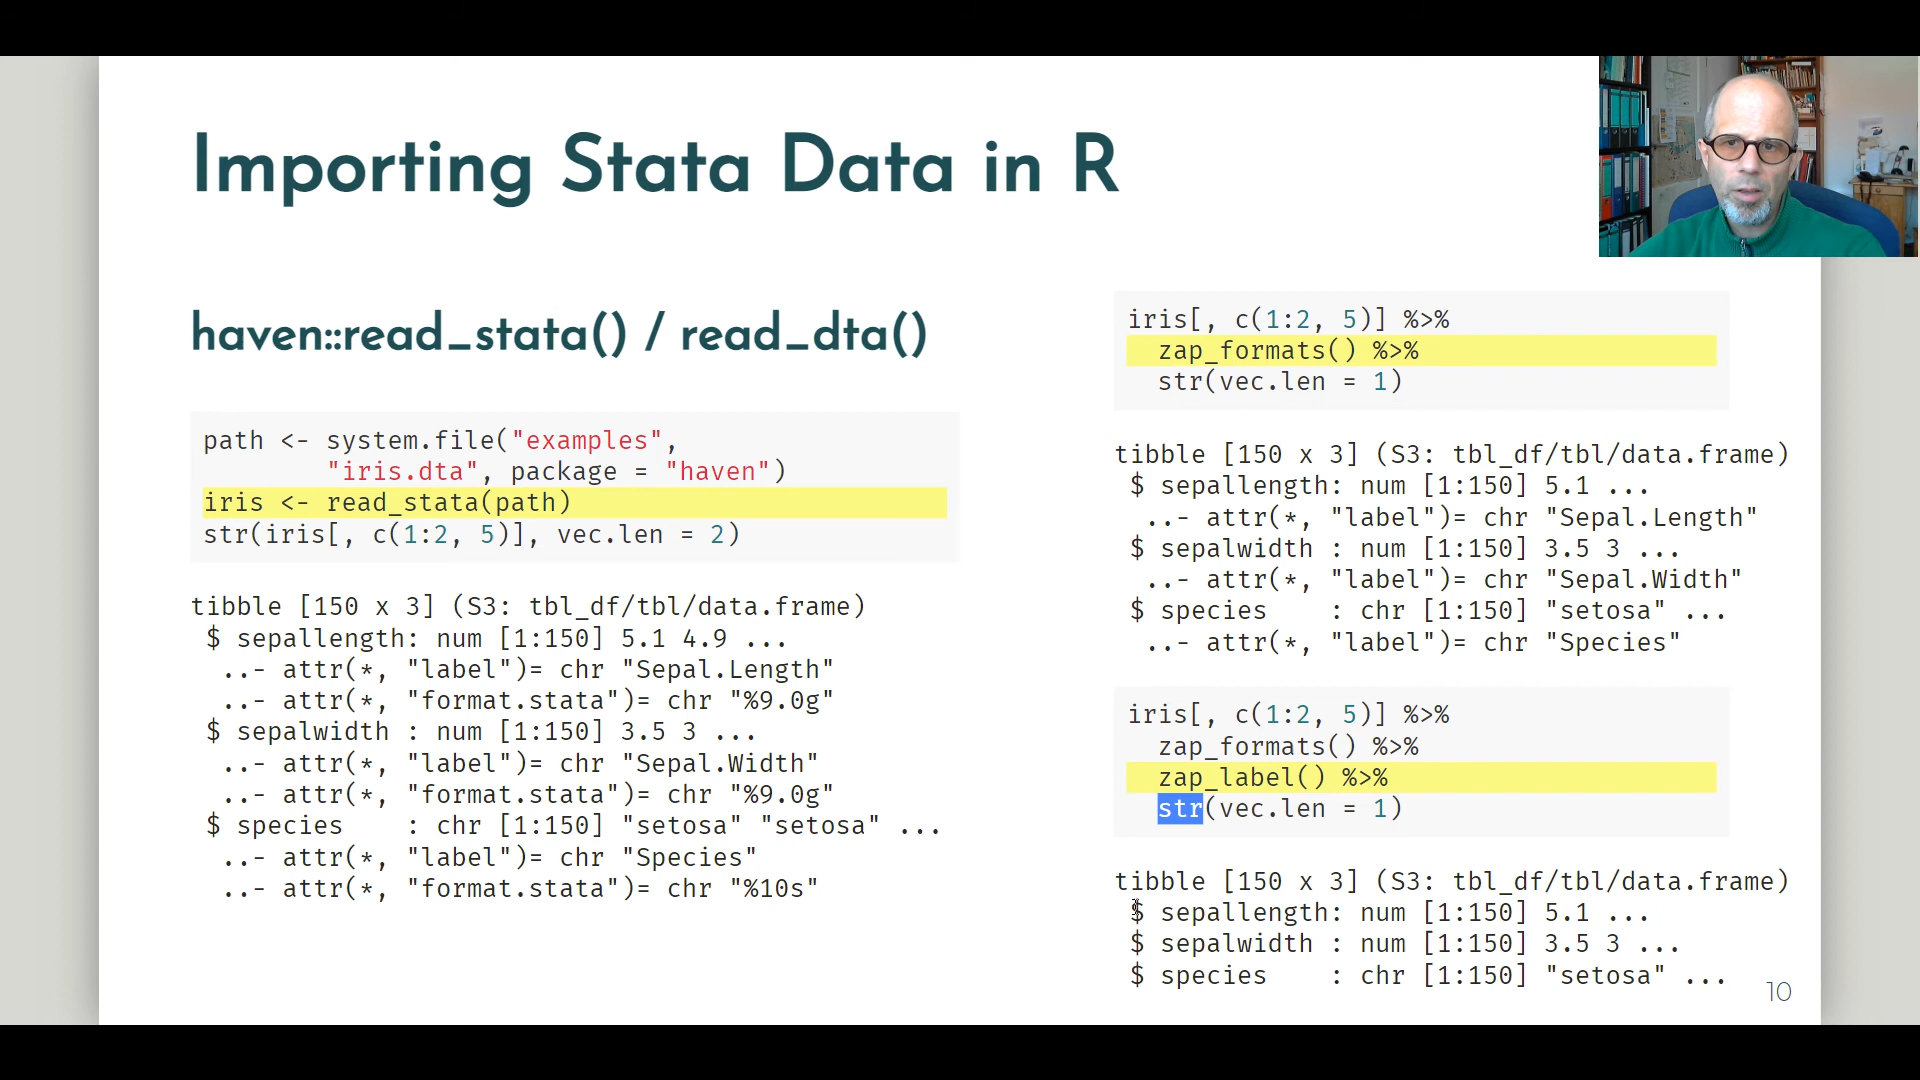 Importing Stata Data in R
haven::read_stata() / read_dta()
path <- system.file("examples",
"iris.dta", package = "haven")
iris <- read_stata(path)
str(iris[, c(1:2, 5)], vec.len = 2)
tibble [150 x 3] (S3: tbl_df/tbl/data.frame)
$ sepallength: num [1:150] 5.1 4.9 ...
..- attr(*, "label")= chr "Sepal.Length"
..- attr(*, "format.stata")= chr "%9.0g"
$ sepalwidth : num [1:150] 3.5 3 ...
..- attr(*, "label")= chr "Sepal.Width"
..- attr(*, "format.stata")= chr "%9.0g"
$ species    : chr [1:150] "setosa" "setosa" ...
..- attr(*, "label")= chr "Species"
..- attr(*, "format.stata")= chr "%10s"
iris[, c(1:2, 5)] %>%
zap_formats() %>%
str(vec.len = 1)
tibble [150 x 3] (S3: tbl_df/tbl/data.frame)
$ sepallength: num [1:150] 5.1 ...
..- attr(*, "label")= chr "Sepal.Length"
$ sepalwidth : num [1:150] 3.5 3 ...
..- attr(*, "label")= chr "Sepal.Width"
$ species    : chr [1:150] "setosa" ...
..- attr(*, "label")= chr "Species"
iris[, c(1:2, 5)] %>%
zap_formats() %>%
zap_label() %>%
str(vec.len = 1)
tibble [150 x 3] (S3: tbl_df/tbl/data.frame)
$ sepallength: num [1:150] 5.1 ...
$ sepalwidth : num [1:150] 3.5 3 ...
$ species    : chr [1:150] "setosa" ...
10